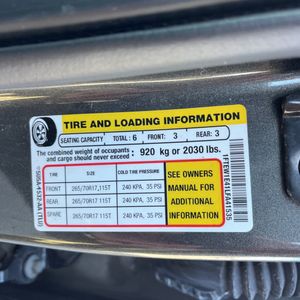 TIRE AND LOADING INFORMATION
SEATING CAPACITY TOTAL: 6 FRONT: 3 REAR: 3
The combined weight of occupants and cargo should never exceed: 920 kg or 2030 lbs.
TIRE SIZE COLD TIRE PRESSURE
FRONT 265/70R17,115T 240 KPA, 35 PSI
REAR 265/70R17,115T 240 KPA, 35 PSI
SPARE 265/70R17,115T 240 KPA, 35 PSI
SEE OWNERS
MANUAL FOR
ADDITIONAL
INFORMATION